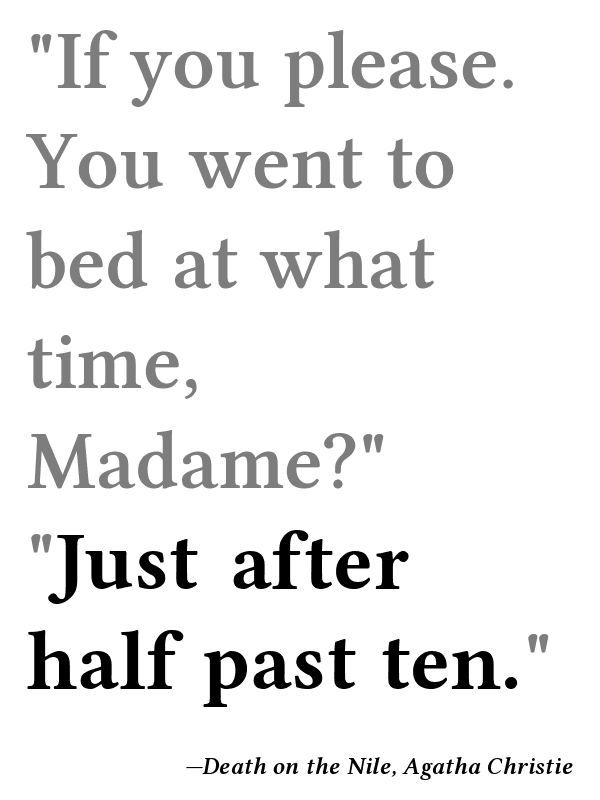 "If you please.
You went to
bed at what
time,
Madame?"
"Just after
half past ten."
—Death on the Nile, Agatha Christie